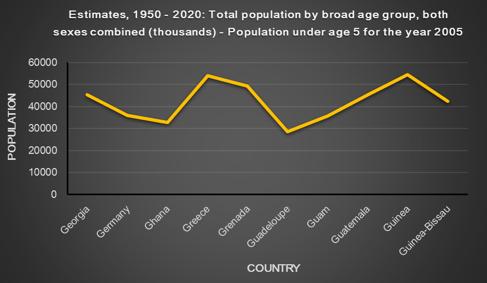 Estimates, 1950 - 2020: Total population by broad age group, both
sexes combined (thousands) - Population under age 5 for the year 2005
POPULATION
60000
50000
40000
30000
20000
10000
0
Georgia
Germany
Ghana
Greece
Grenada
Guadeloupe
Guam
Guatemala
Guinea
Guinea-Bissau
COUNTRY